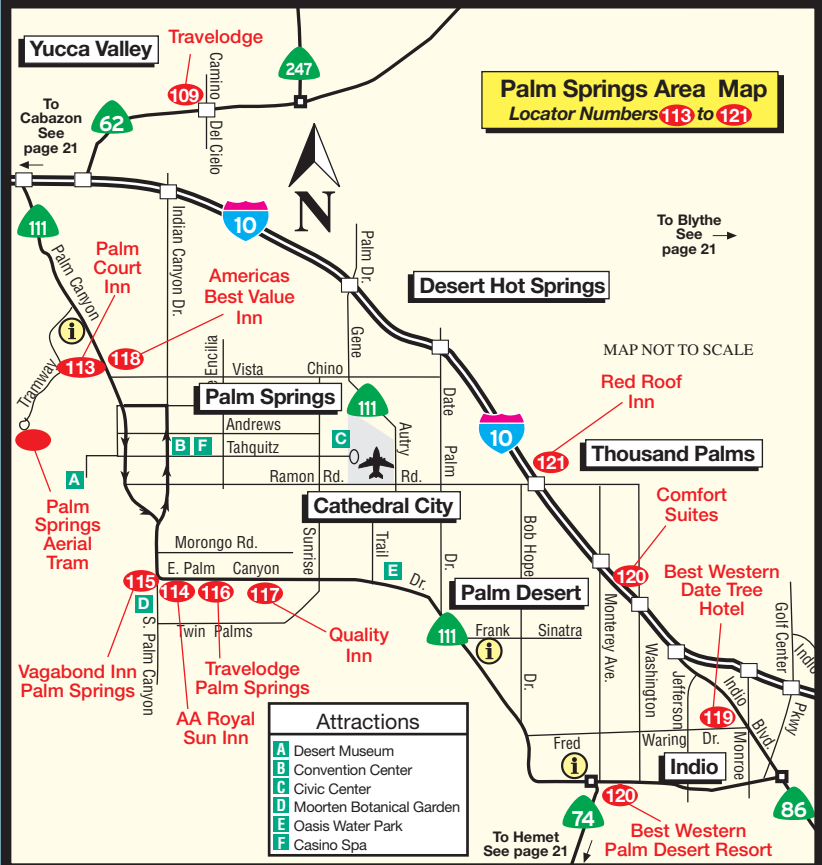 Yucca Valley
Travelodge
109
Camino
Del Cielo
247
Palm Springs Area Map
Locator Numbers 113 to 121
To
Cabazon
See
page 21
62
N
111
10
To Blythe
See
page 21
Palm Canyon
Palm
Court
Inn
Indian Canyon Dr.
Americas
Best Value
Inn
Palm Dr.
Desert Hot Springs
i
113
118
Tramway
Vista
Chino
Gene
Autry
MAP NOT TO SCALE
Red Roof
Inn
Palm Springs
111
Date
Palm
Dr.
10
Andrews
B
F
Tahquitz
C
A
Ramon Rd.
Rd.
121
Thousand Palms
Palm
Springs
Aerial
Tram
Cathedral City
Comfort
Suites
Morongo Rd.
Sunrise
Trail
Bob Hope
Dr.
E. Palm Canyon
Dr.
E
115
D
114
116
117
Palm Desert
120
Best Western
Date Tree
Hotel
Golf Center
Pkwy
Indio
Twin Palms
S. Palm Canyon
Quality
Inn
111
Frank Sinatra
i
Monterey Ave.
Washington
Jefferson
Indio
Blvd.
Monroe
Vagabond Inn
Palm Springs
Travelodge
Palm Springs
AA Royal
Sun Inn
119
Fred
Waring Dr.
i
Indio
Attractions
A Desert Museum
B Convention Center
C Civic Center
D Moorten Botanical Garden
E Oasis Water Park
F Casino Spa
120
74
86
To Hemet
See page 21
Best Western
Palm Desert Resort